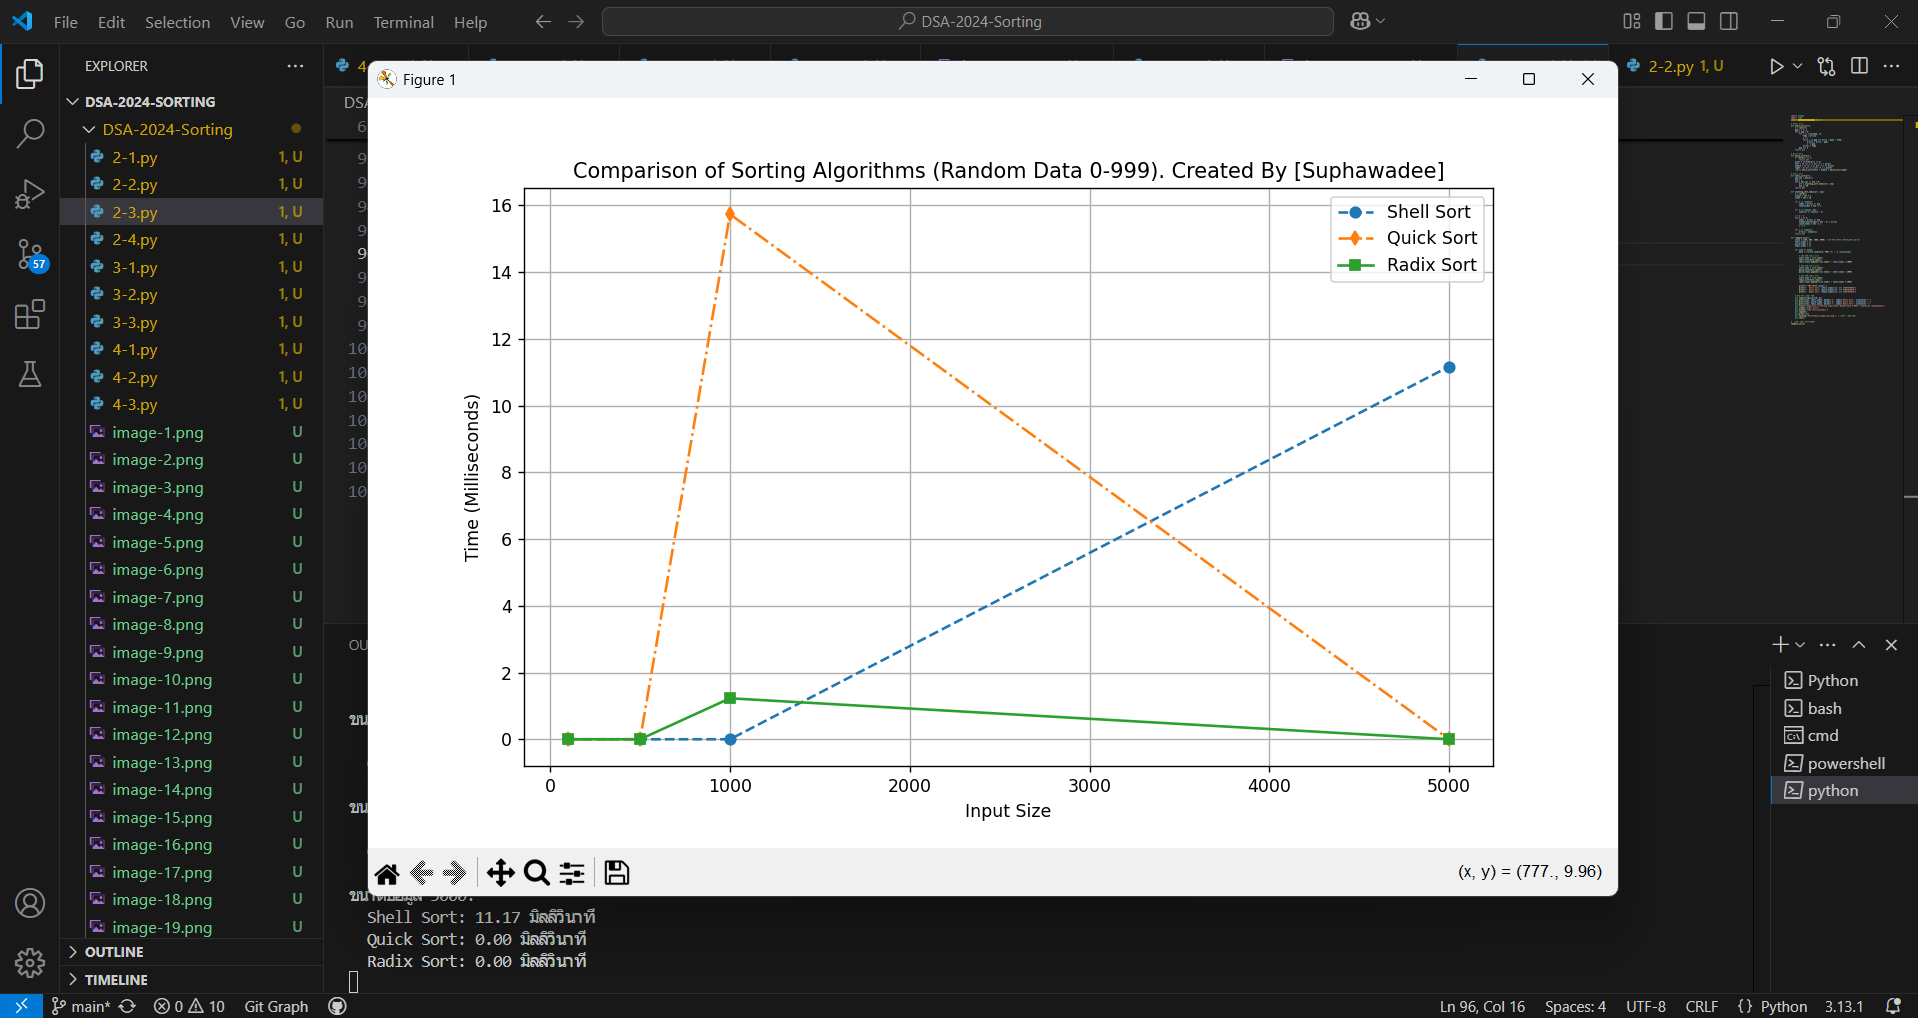 File Edit Selection View Go Run Terminal Help
DSA-2024-Sorting
EXPLORER
DSA-2024-SORTING
DSA-2024-Sorting
2-1.py 1, U
2-2.py 1, U
2-3.py 1, U
2-4.py 1, U
3-1.py 1, U
3-2.py 1, U
3-3.py 1, U
4-1.py 1, U
4-2.py 1, U
4-3.py 1, U
image-1.png U
image-2.png U
image-3.png U
image-4.png U
image-5.png U
image-6.png U
image-7.png U
image-8.png U
image-9.png U
image-10.png U
image-11.png U
image-12.png U
image-13.png U
image-14.png U
image-15.png U
image-16.png U
image-17.png U
image-18.png U
image-19.png U
OUTLINE
TIMELINE
57
2-2.py 1, U
Figure 1
Comparison of Sorting Algorithms (Random Data 0-999). Created By [Suphawadee]
Shell Sort
Quick Sort
Radix Sort
16
14
12
10
8
6
4
2
0
Time (Milliseconds)
0 1000 2000 3000 4000 5000
Input Size
(x, y) = (777., 9.96)
Shell Sort: 11.17 มิลลิวินาที
Quick Sort: 0.00 มิลลิวินาที
Radix Sort: 0.00 มิลลิวินาที
Python
bash
cmd
powershell
python
main* 0 10 Git Graph
Ln 96, Col 16 Spaces: 4 UTF-8 CRLF {} Python 3.13.1